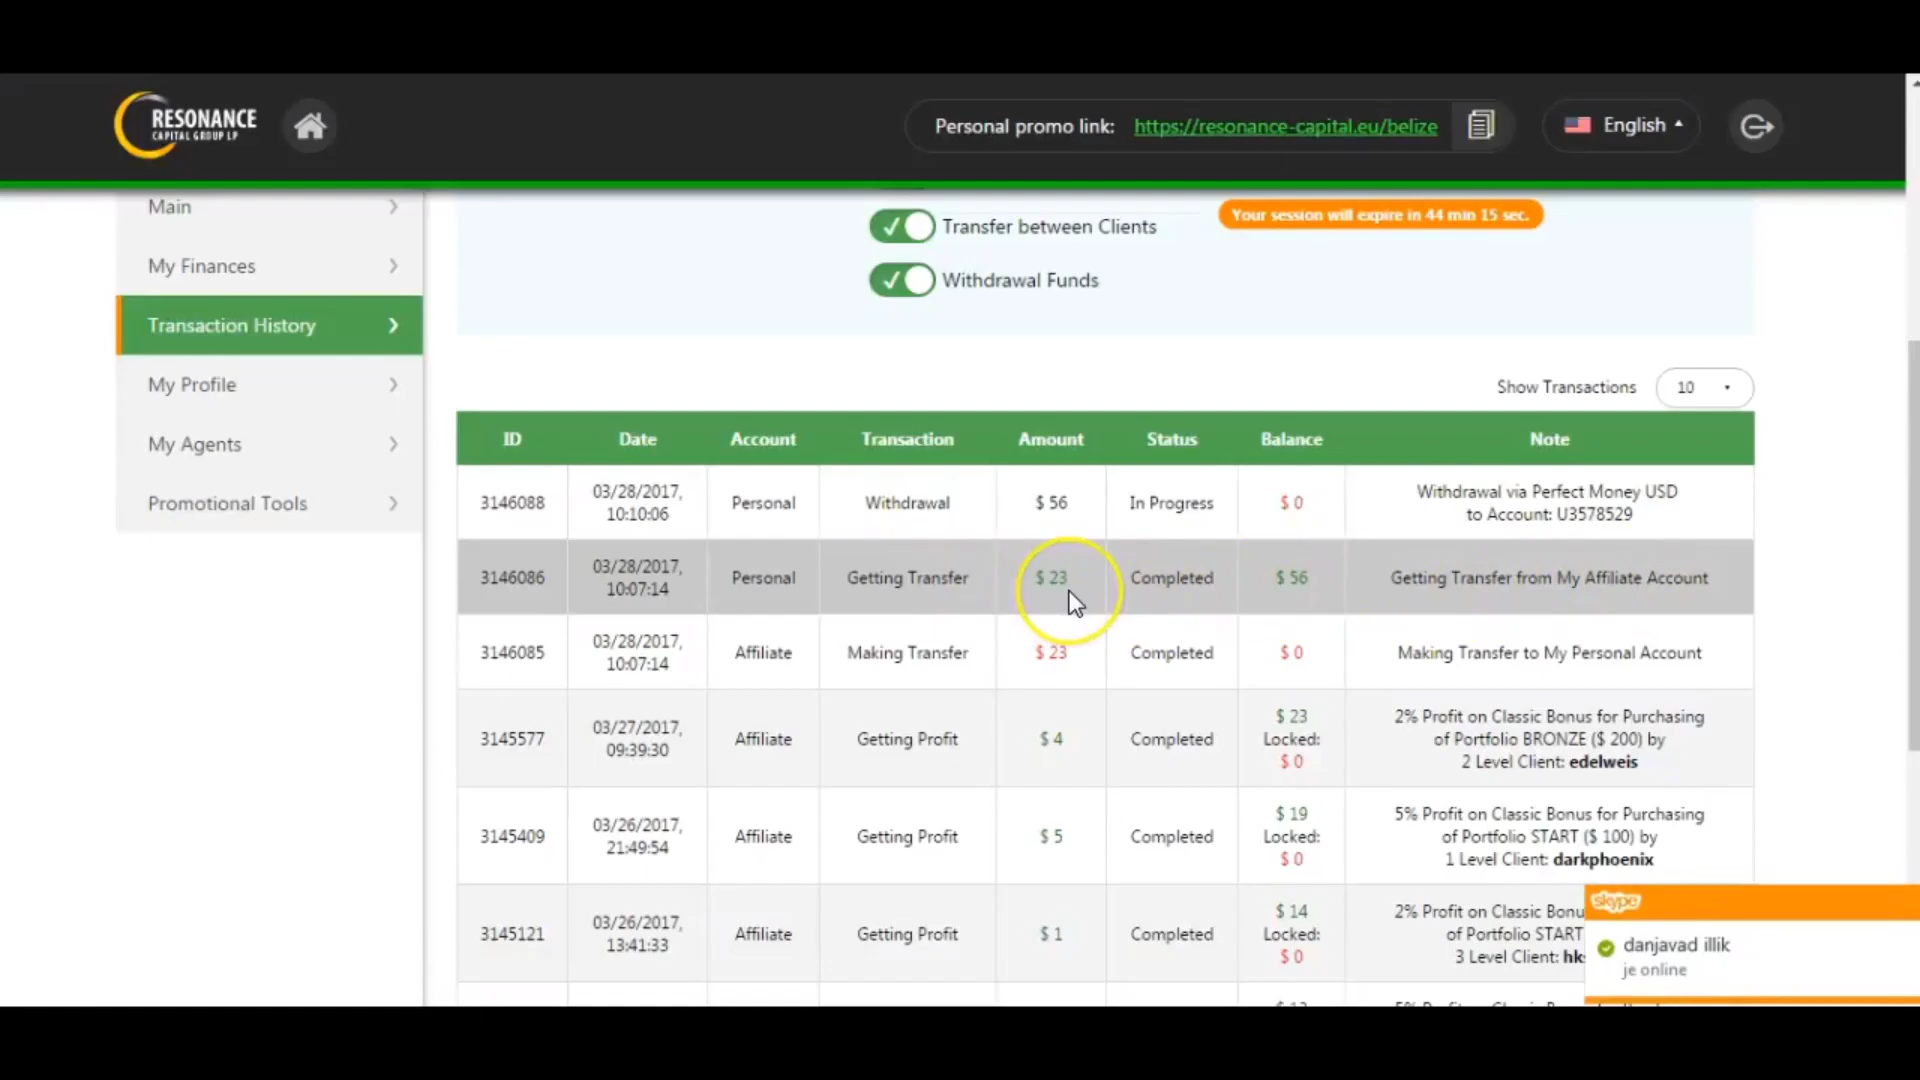 RESONANCE
CAPITAL GROUP LP
Personal promo link: https://resonance-capital.eu/belize
English
Main
My Finances
Transaction History
My Profile
My Agents
Promotional Tools
Transfer between Clients
Your session will expire in 44 min 15 sec.
Withdrawal Funds
Show Transactions 10
ID Date Account Transaction Amount Status Balance Note
3146088 03/28/2017, 10:10:06 Personal Withdrawal $ 56 In Progress $ 0 Withdrawal via Perfect Money USD
to Account: U3578529
3146086 03/28/2017, 10:07:14 Personal Getting Transfer $ 23 Completed $ 56 Getting Transfer from My Affiliate Account
3146085 03/28/2017, 10:07:14 Affiliate Making Transfer $ 23 Completed $ 0 Making Transfer to My Personal Account
3145577 03/27/2017, 09:39:30 Affiliate Getting Profit $ 4 Completed $ 23 Locked: $ 0 2% Profit on Classic Bonus for Purchasing
of Portfolio BRONZE ($ 200) by
2 Level Client: edelweis
3145409 03/26/2017, 21:49:54 Affiliate Getting Profit $ 5 Completed $ 19 Locked: $ 0 5% Profit on Classic Bonus for Purchasing
of Portfolio START ($ 100) by
1 Level Client: darkphoenix
3145121 03/26/2017, 13:41:33 Affiliate Getting Profit $ 1 Completed $ 14 Locked: $ 0 2% Profit on Classic Bonu
of Portfolio START
3 Level Client:
skype
danjavad illik
je online